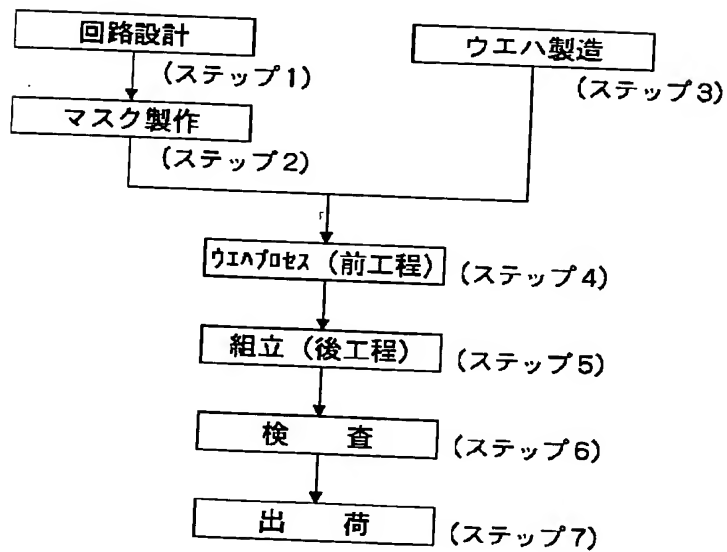 回路設計
(ステップ1)
ウエハ製造
(ステップ3)
マスク製作
(ステップ2)
ウエハプロセス (前工程)
(ステップ4)
組立 (後工程)
(ステップ5)
検 査
(ステップ6)
出 荷
(ステップ7)